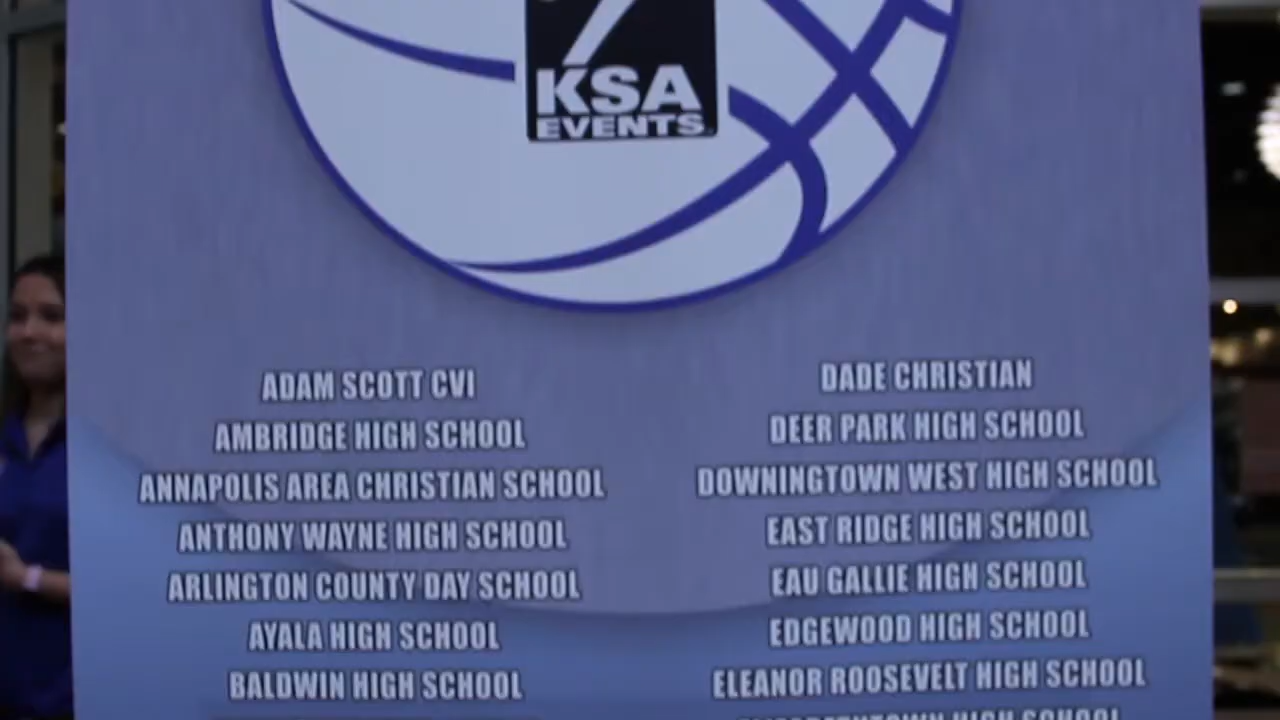 KSA
EVENTS
ADAM SCOTT CVI
AMBRIDGE HIGH SCHOOL
ANNAPOLIS AREA CHRISTIAN SCHOOL
ANTHONY WAYNE HIGH SCHOOL
ARLINGTON COUNTY DAY SCHOOL
AYALA HIGH SCHOOL
BALDWIN HIGH SCHOOL
DADE CHRISTIAN
DEER PARK HIGH SCHOOL
DOWNINGTOWN WEST HIGH SCHOOL
EAST RIDGE HIGH SCHOOL
EAU GALLIE HIGH SCHOOL
EDGEWOOD HIGH SCHOOL
ELEANOR ROOSEVELT HIGH SCHOOL
HIGH SCHOOL